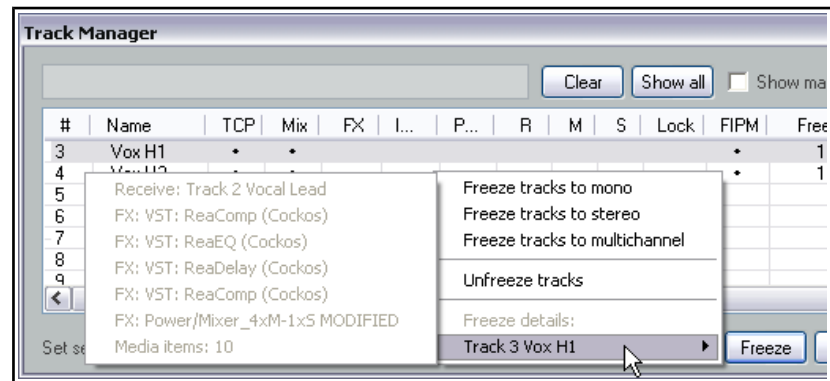 Track Manager
Clear Show all Show ma
# Name TCP Mix FX I... P... R M S Lock FIPM Free
3 Vox H1 • • • 1
4 • 1
5
6
7
8
9
Receive: Track 2 Vocal Lead
FX: VST: ReaComp (Cockos)
FX: VST: ReaEQ (Cockos)
FX: VST: ReaDelay (Cockos)
FX: VST: ReaComp (Cockos)
FX: Power/Mixer_4xM-1xS MODIFIED
Media items: 10
Freeze tracks to mono
Freeze tracks to stereo
Freeze tracks to multichannel
Unfreeze tracks
Freeze details:
Track 3 Vox H1
Set se
Freeze